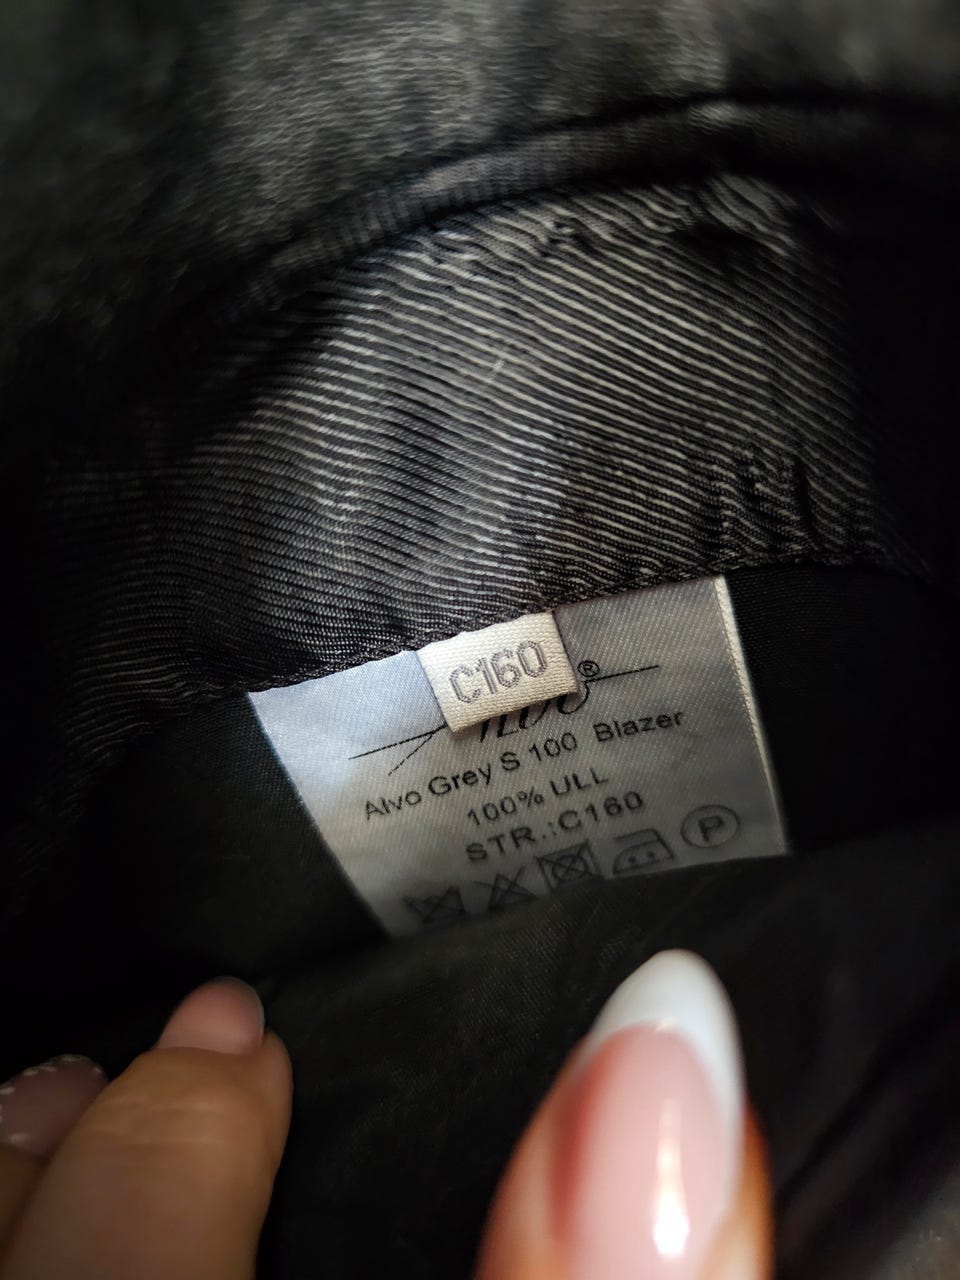 C160
®
Alvo Grey S 100 Blazer
100% ULL
STR.:C160
P